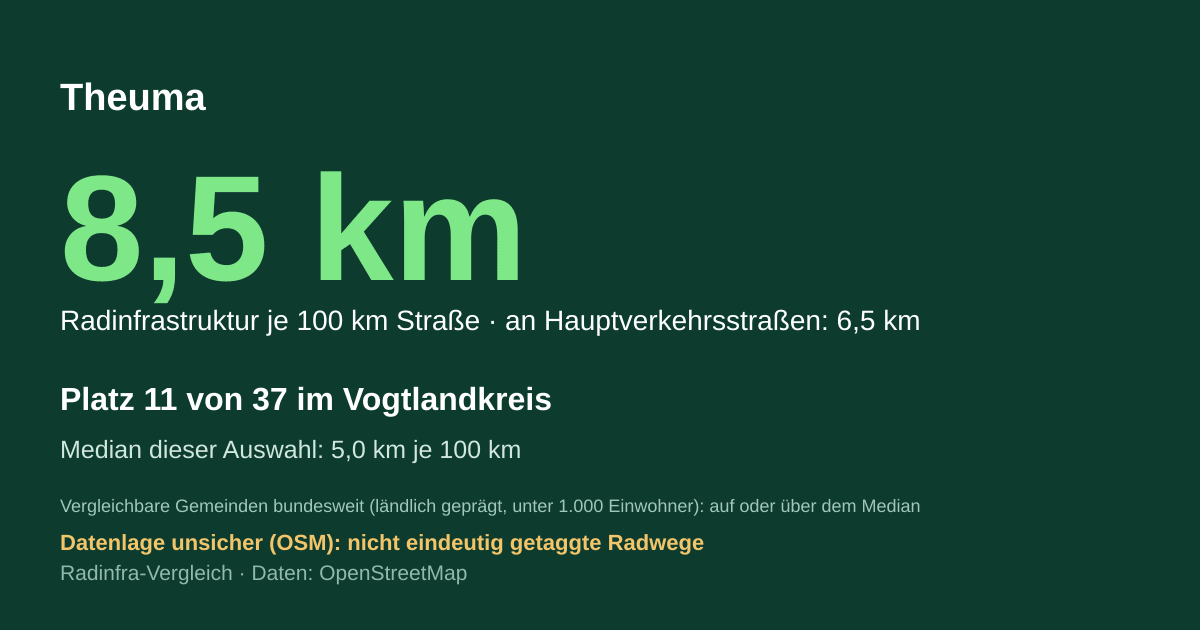 Theuma
8,5 km
Radinfrastruktur je 100 km Straße · an Hauptverkehrsstraßen: 6,5 km
Platz 11 von 37 im Vogtlandkreis
Median dieser Auswahl: 5,0 km je 100 km
Vergleichbare Gemeinden bundesweit (ländlich geprägt, unter 1.000 Einwohner): auf oder über dem Median
Datenlage unsicher (OSM): nicht eindeutig getaggte Radwege
Radinfra-Vergleich · Daten: OpenStreetMap